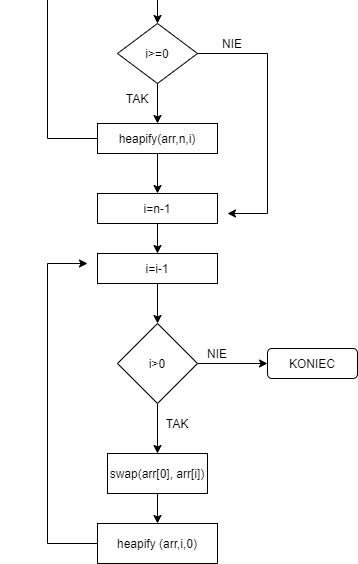 i>=0
NIE
TAK
heapify(arr,n,i)
i=n-1
i=i-1
i>0
NIE
KONIEC
TAK
swap(arr[0], arr[i])
heapify (arr,i,0)